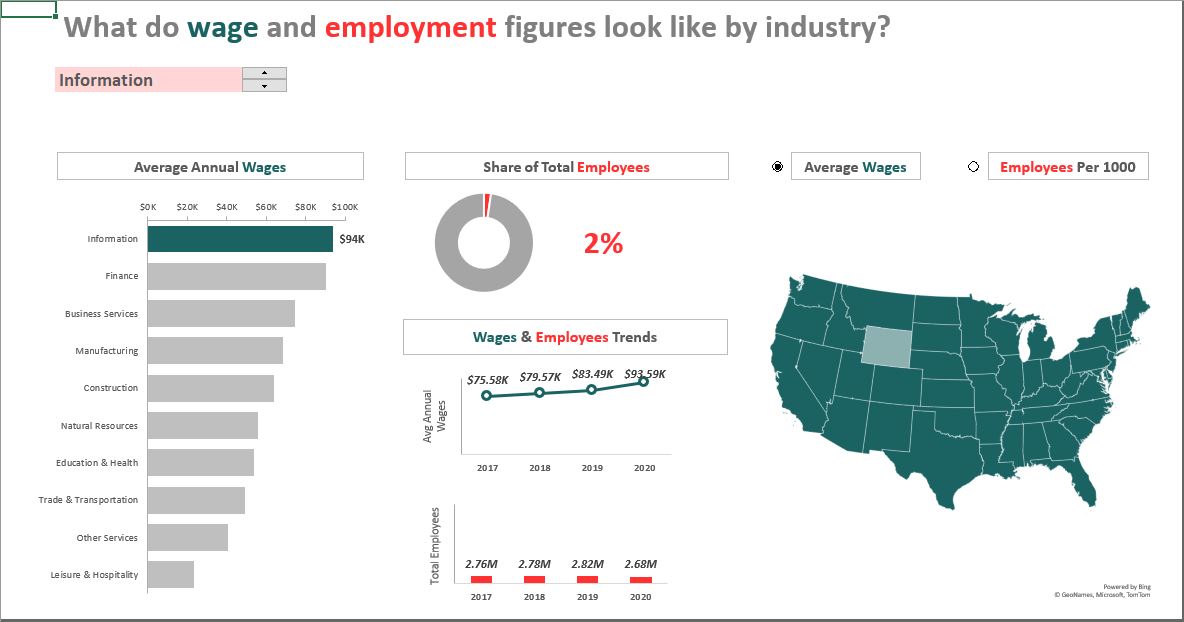 What do wage and employment figures look like by industry?
Information
Average Annual Wages
$0K $20K $40K $60K $80K $100K
Information $94K
Finance
Business Services
Manufacturing
Construction
Natural Resources
Education & Health
Trade & Transportation
Other Services
Leisure & Hospitality
Share of Total Employees
2%
Wages & Employees Trends
Avg Annual
Wages
$75.58K $79.57K $83.49K $93.59K
2017 2018 2019 2020
Total Employees
2.76M 2.78M 2.82M 2.68M
2017 2018 2019 2020
Average Wages
Employees Per 1000
Powered by Bing
© GeoNames, Microsoft, TomTom